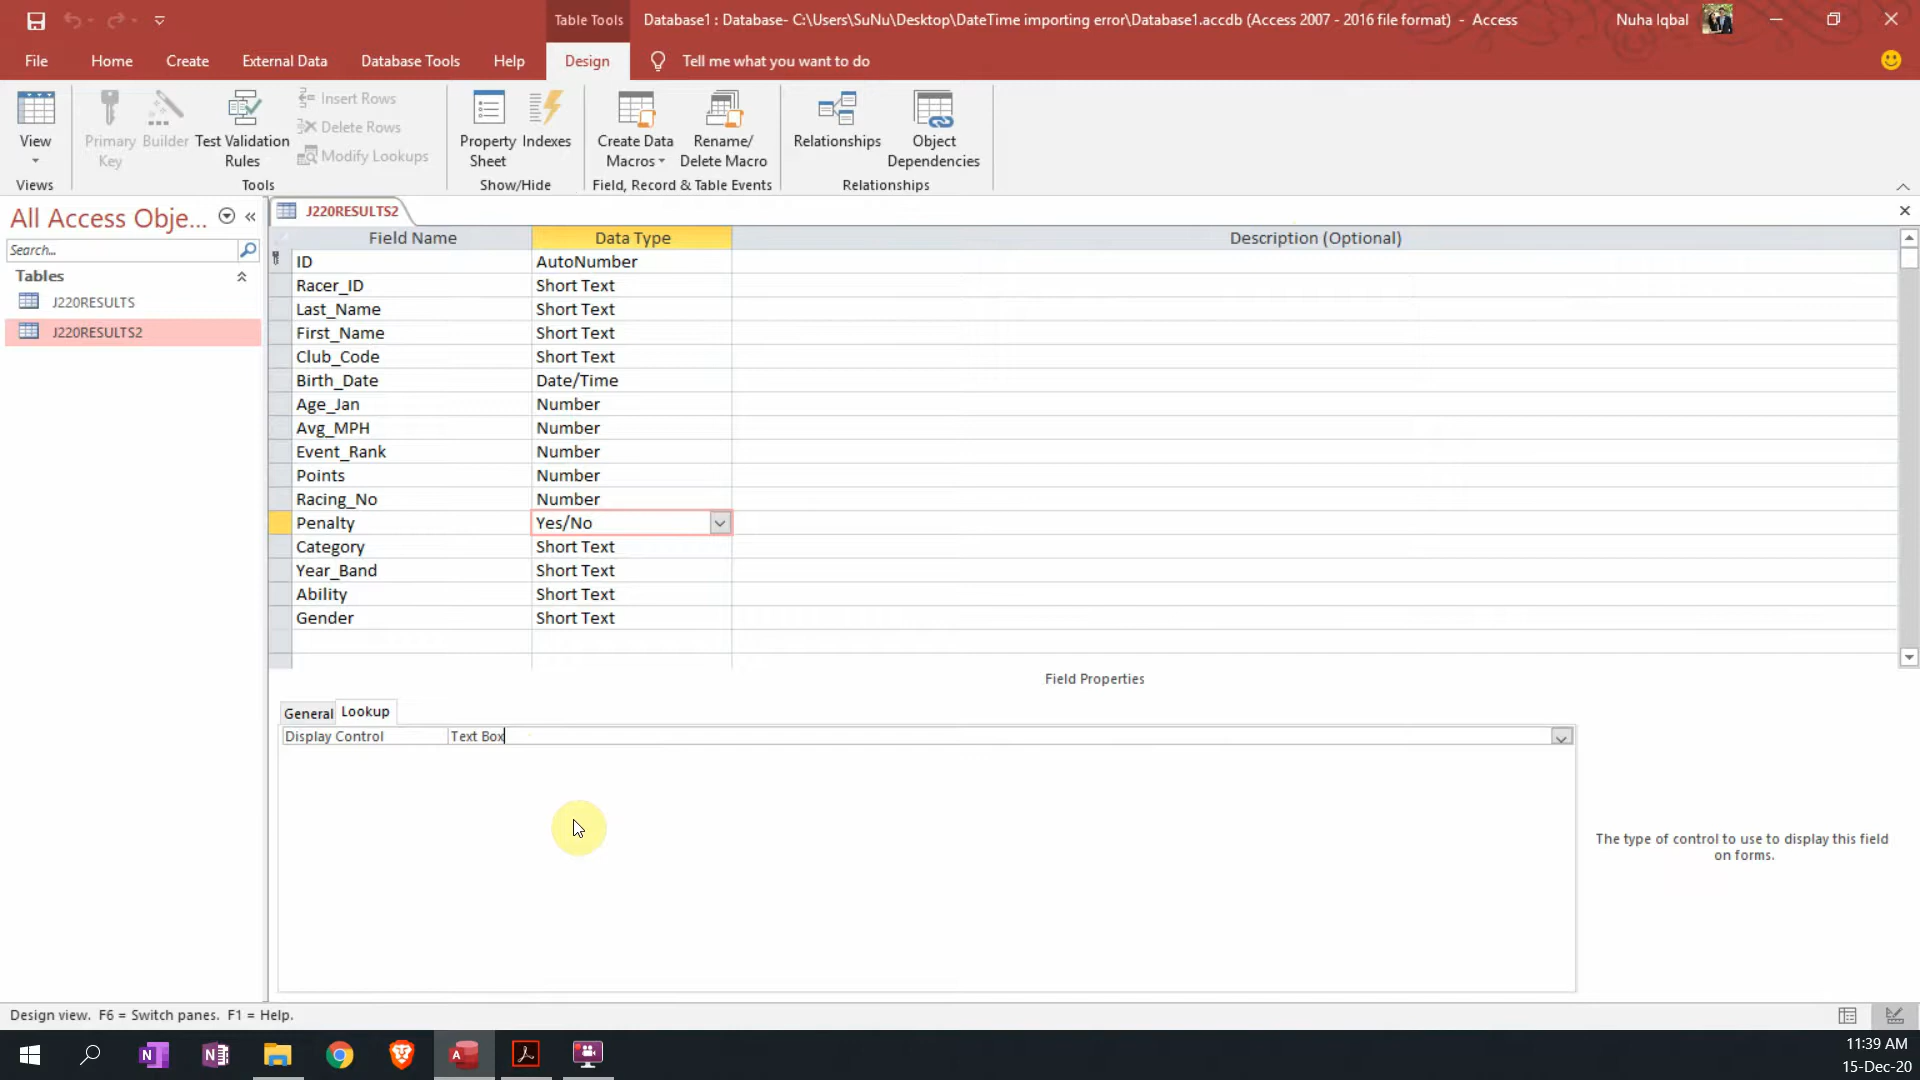 Table Tools
Database1 : Database- C:\Users\SuNu\Desktop\DateTime importing error\Database1.accdb (Access 2007 - 2016 file format) - Access
Nuha Iqbal
File Home Create External Data Database Tools Help Design Tell me what you want to do
View
Primary Key
Builder
Test Validation Rules
Insert Rows
Delete Rows
Modify Lookups
Property Sheet
Indexes
Create Data Macros
Rename/ Delete Macro
Relationships
Object Dependencies
Views Tools Show/Hide Field, Record & Table Events Relationships
All Access Obje...
Search...
Tables
J220RESULTS
J220RESULTS2
J220RESULTS2
Field Name Data Type Description (Optional)
ID AutoNumber
Racer_ID Short Text
Last_Name Short Text
First_Name Short Text
Club_Code Short Text
Birth_Date Date/Time
Age_Jan Number
Avg_MPH Number
Event_Rank Number
Points Number
Racing_No Number
Penalty Yes/No
Category Short Text
Year_Band Short Text
Ability Short Text
Gender Short Text
Field Properties
General Lookup
Display Control Text Box
The type of control to use to display this field
on forms.
Design view. F6 = Switch panes. F1 = Help.
11:39 AM
15-Dec-20